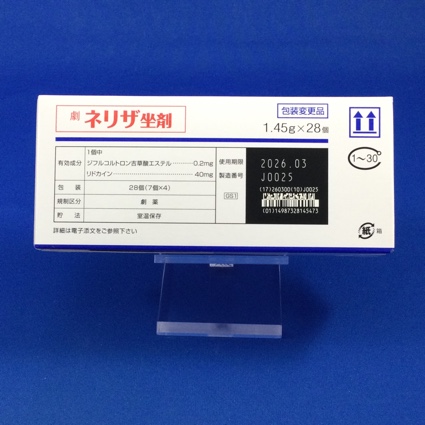 劇 ネリザ坐剤
包装変更品
1.45g×28個
1個中
有効成分 ジフルコルトロン吉草酸エステル 0.2mg
リドカイン 40mg
包装 28個(7個×4)
規制区分 劇薬
貯法 室温保存
詳細は電子添文をご参照下さい
使用期限 2026.03
製造番号 J0025
(17)260300(10)J0025
(01)14987328145473
GS1
1~30°
紙 箱